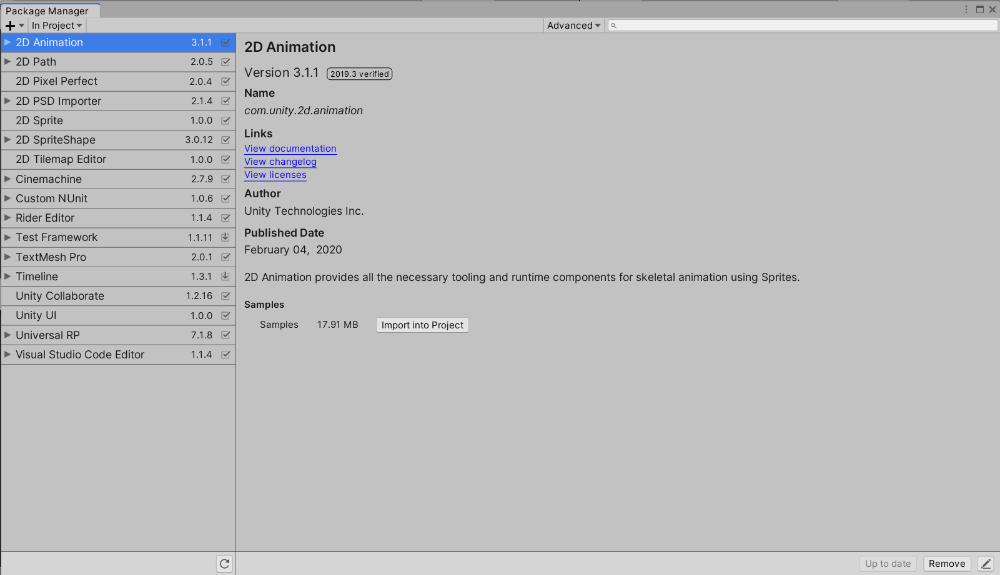 Package Manager
In Project
Advanced
2D Animation 3.1.1
2D Path 2.0.5
2D Pixel Perfect 2.0.4
2D PSD Importer 2.1.4
2D Sprite 1.0.0
2D SpriteShape 3.0.12
2D Tilemap Editor 1.0.0
Cinemachine 2.7.9
Custom NUnit 1.0.6
Rider Editor 1.1.4
Test Framework 1.1.11
TextMesh Pro 2.0.1
Timeline 1.3.1
Unity Collaborate 1.2.16
Unity UI 1.0.0
Universal RP 7.1.8
Visual Studio Code Editor 1.1.4
2D Animation
Version 3.1.1 2019.3 verified
Name
com.unity.2d.animation
Links
View documentation
View changelog
View licenses
Author
Unity Technologies Inc.
Published Date
February 04, 2020
2D Animation provides all the necessary tooling and runtime components for skeletal animation using Sprites.
Samples
Samples 17.91 MB Import into Project
Up to date Remove